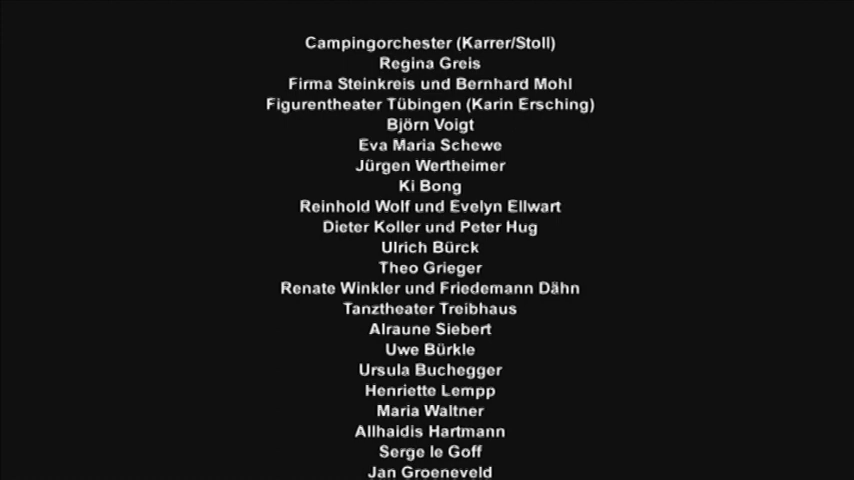 Campingorchester (Karrer/Stoll)
Regina Greis
Firma Steinkreis und Bernhard Mohl
Figurentheater Tübingen (Karin Ersching)
Björn Voigt
Eva Maria Schewe
Jürgen Wertheimer
Ki Bong
Reinhold Wolf und Evelyn Ellwart
Dieter Koller und Peter Hug
Ulrich Bürck
Theo Grieger
Renate Winkler und Friedemann Dähn
Tanztheater Treibhaus
Alraune Siebert
Uwe Bürkle
Ursula Buchegger
Henriette Lempp
Maria Waltner
Allhaidis Hartmann
Serge le Goff
Jan Groeneveld